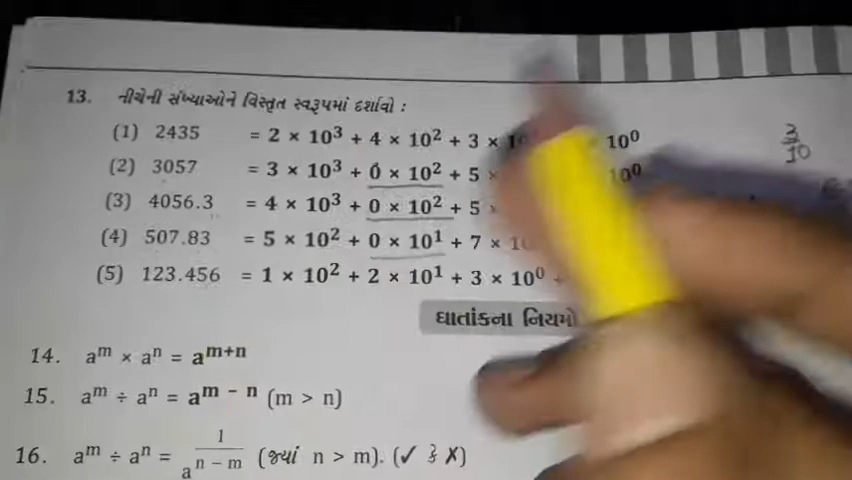 13. નીચેની સંખ્યાઓને વિસ્તૃત સ્વરૂપમાં દર્શાવો :
(1) 2435 = 2 × 10³ + 4 × 10² + 3 × 10 × 10⁰
(2) 3057 = 3 × 10³ + 0 × 10² + 5 × 10⁰
(3) 4056.3 = 4 × 10³ + 0 × 10² + 5
(4) 507.83 = 5 × 10² + 0 × 10¹ + 7 × 10
(5) 123.456 = 1 × 10² + 2 × 10¹ + 3 × 10⁰ +
3/10
ઘાતાંકના નિયમો
14. aᵐ × aⁿ = aᵐ⁺ⁿ
15. aᵐ ÷ aⁿ = aᵐ ⁻ ⁿ (m > n)
16. aᵐ ÷ aⁿ = 1/aⁿ ⁻ ᵐ (જ્યાં n > m). (✓ કે ✗)